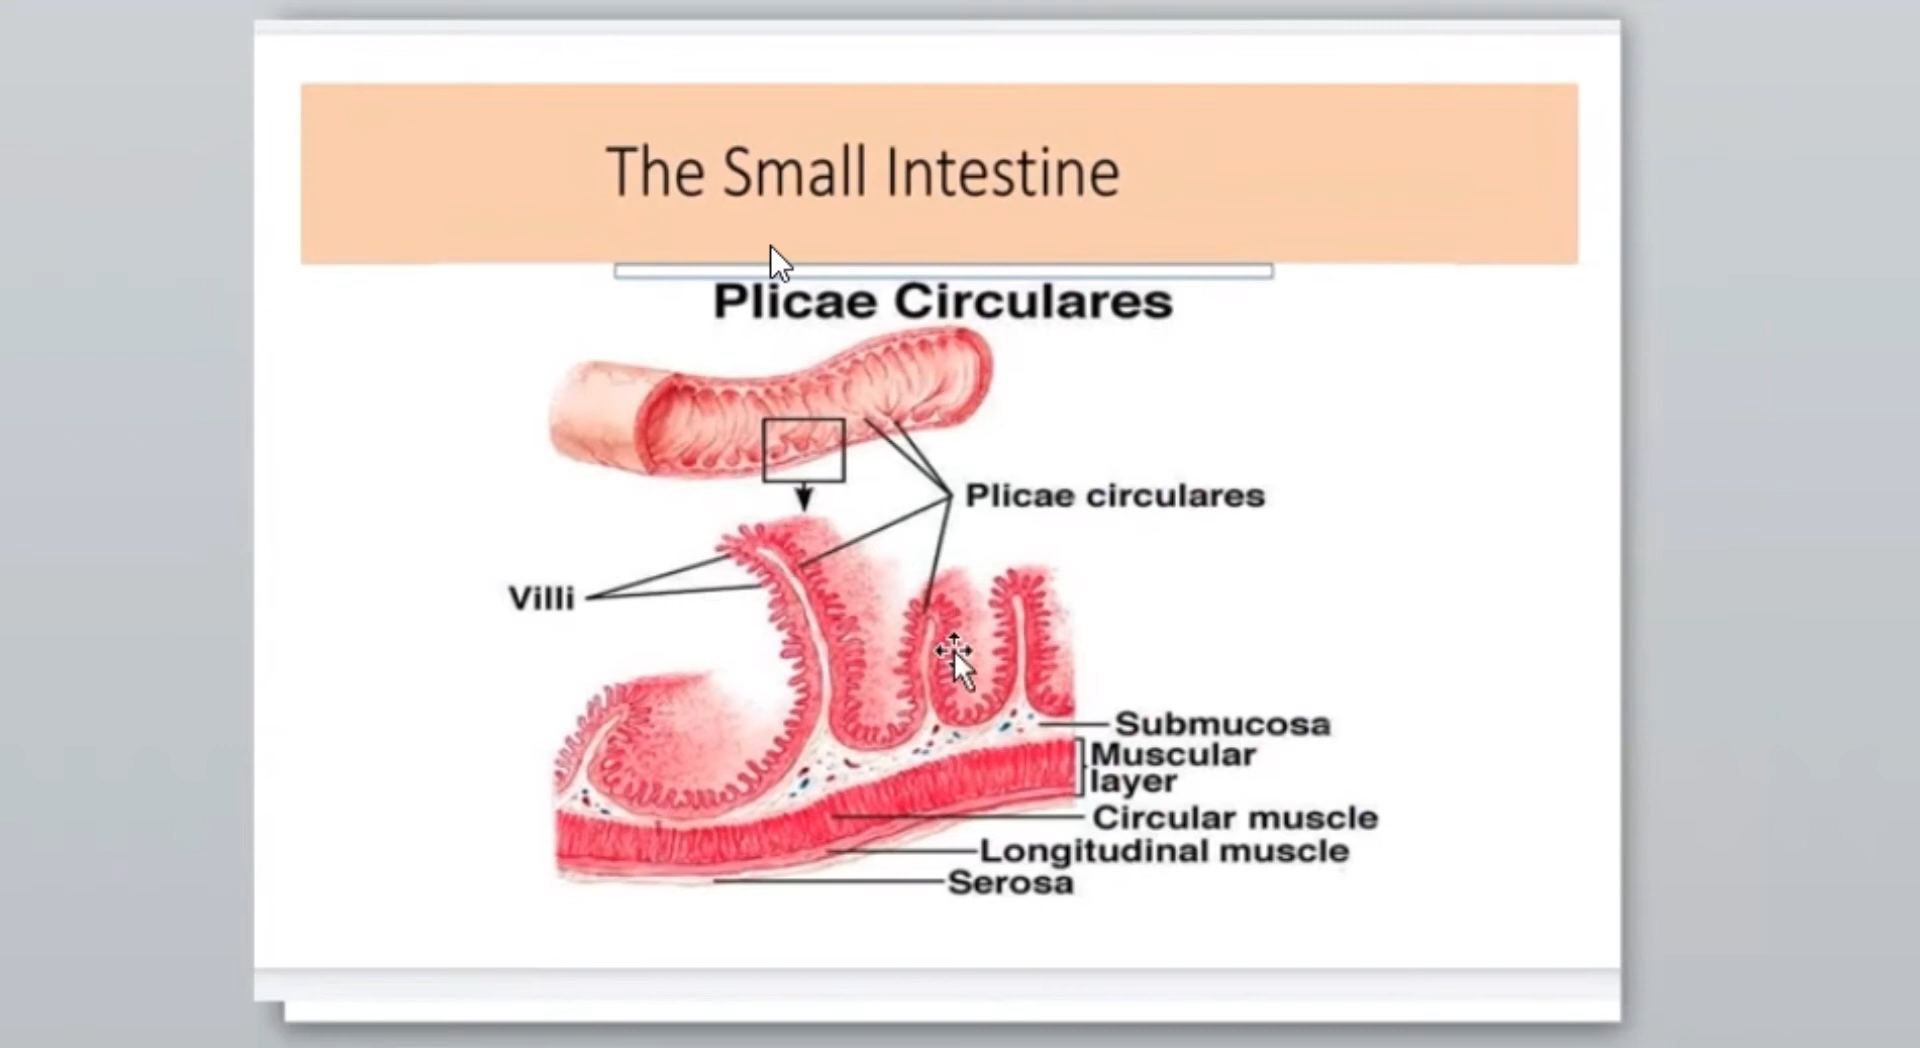 The Small Intestine
Plicae Circulares
Plicae circulares
Villi
Submucosa
Muscular
layer
Circular muscle
Longitudinal muscle
Serosa